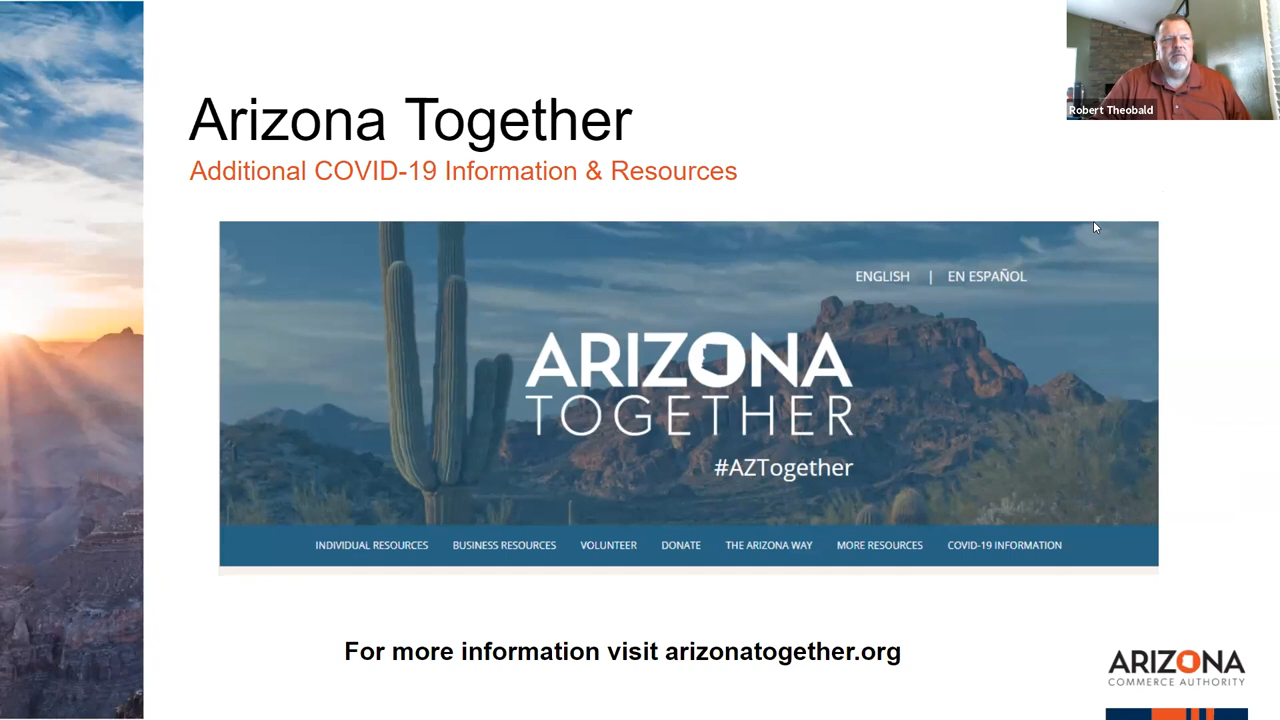 Robert Theobald
Arizona Together
Additional COVID-19 Information & Resources
ENGLISH | EN ESPAÑOL
ARIZONA
TOGETHER
#AZTogether
INDIVIDUAL RESOURCES BUSINESS RESOURCES VOLUNTEER DONATE THE ARIZONA WAY MORE RESOURCES COVID-19 INFORMATION
For more information visit arizonatogether.org
ARIZONA
COMMERCE AUTHORITY